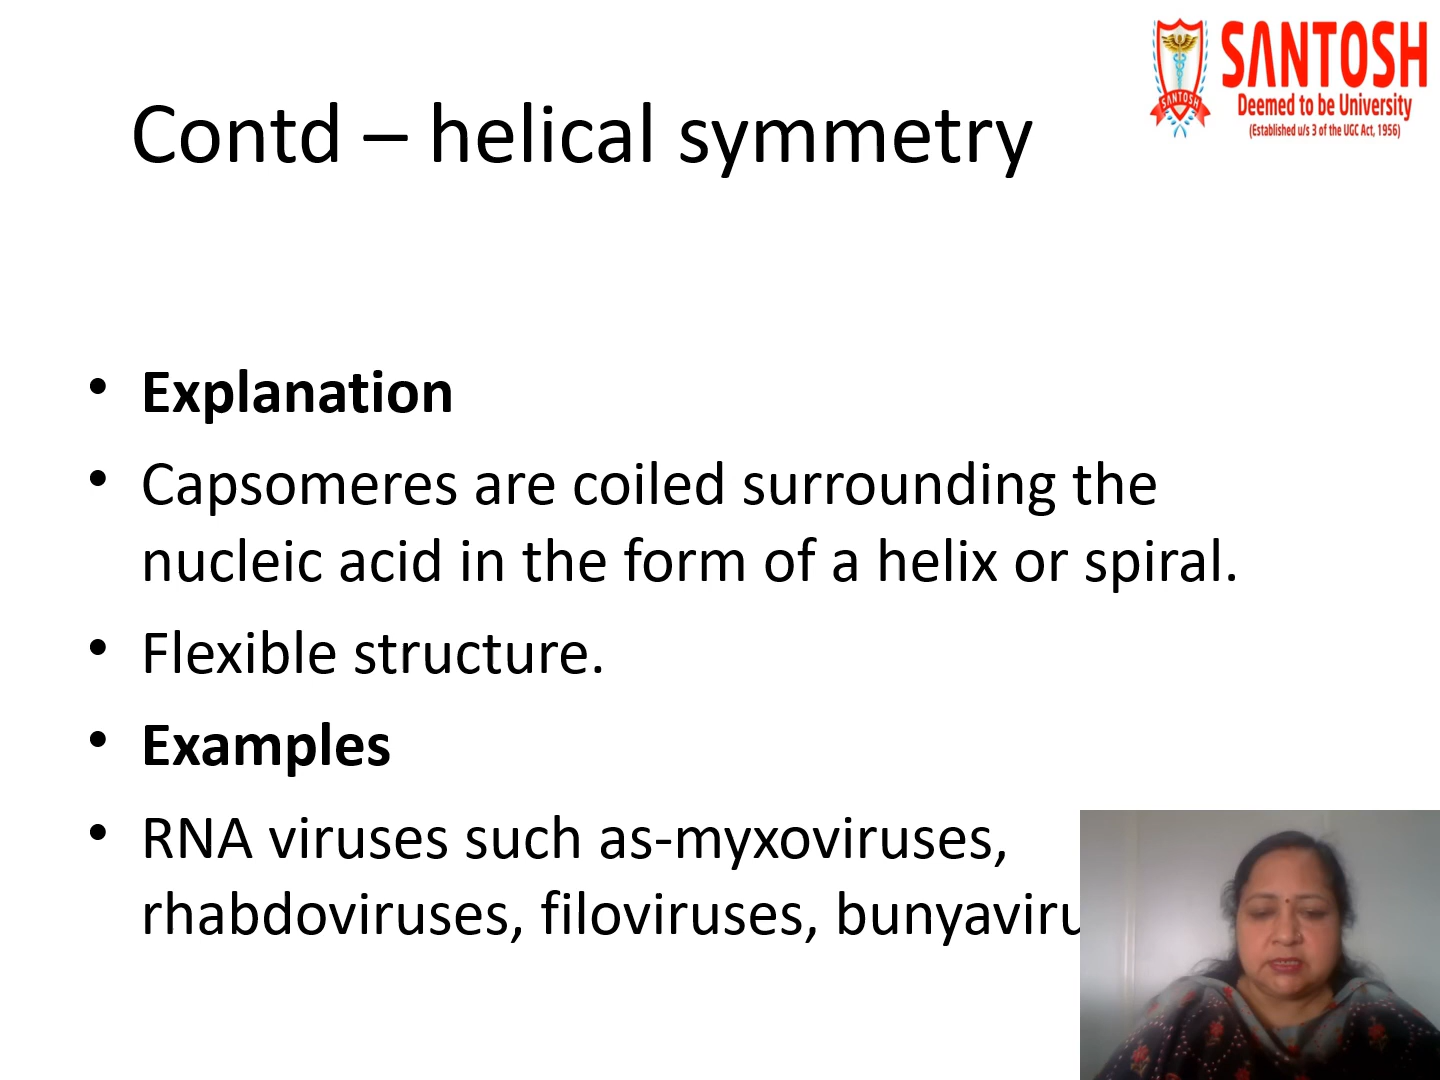 SANTOSH
Deemed to be University
(Established u/s 3 of the UGC Act, 1956)
SANTOSH
Contd – helical symmetry
• Explanation
• Capsomeres are coiled surrounding the
nucleic acid in the form of a helix or spiral.
• Flexible structure.
• Examples
• RNA viruses such as-myxoviruses,
rhabdoviruses, filoviruses,